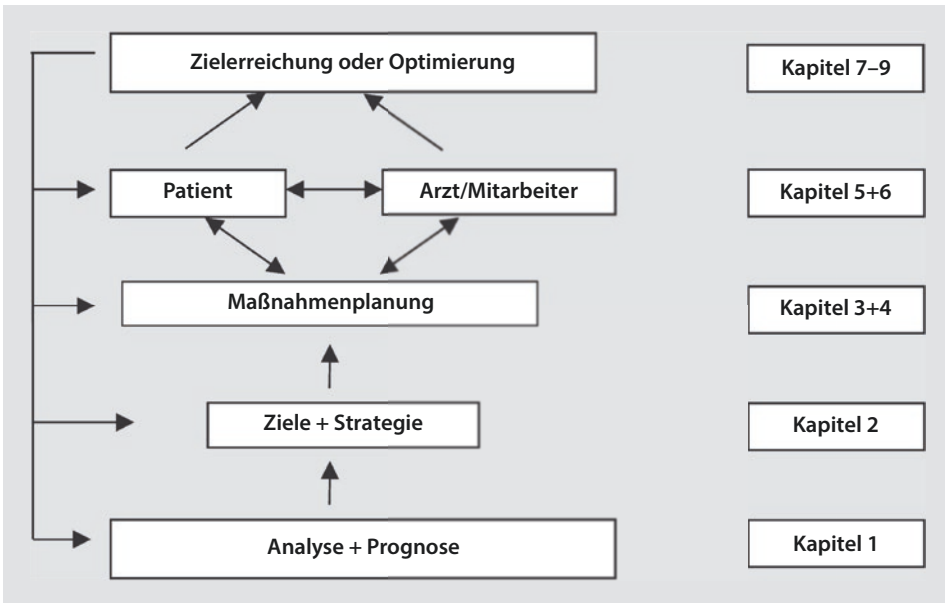 Zielerreichung oder Optimierung
Kapitel 7–9
Patient
Arzt/Mitarbeiter
Kapitel 5+6
Maßnahmenplanung
Kapitel 3+4
Ziele + Strategie
Kapitel 2
Analyse + Prognose
Kapitel 1